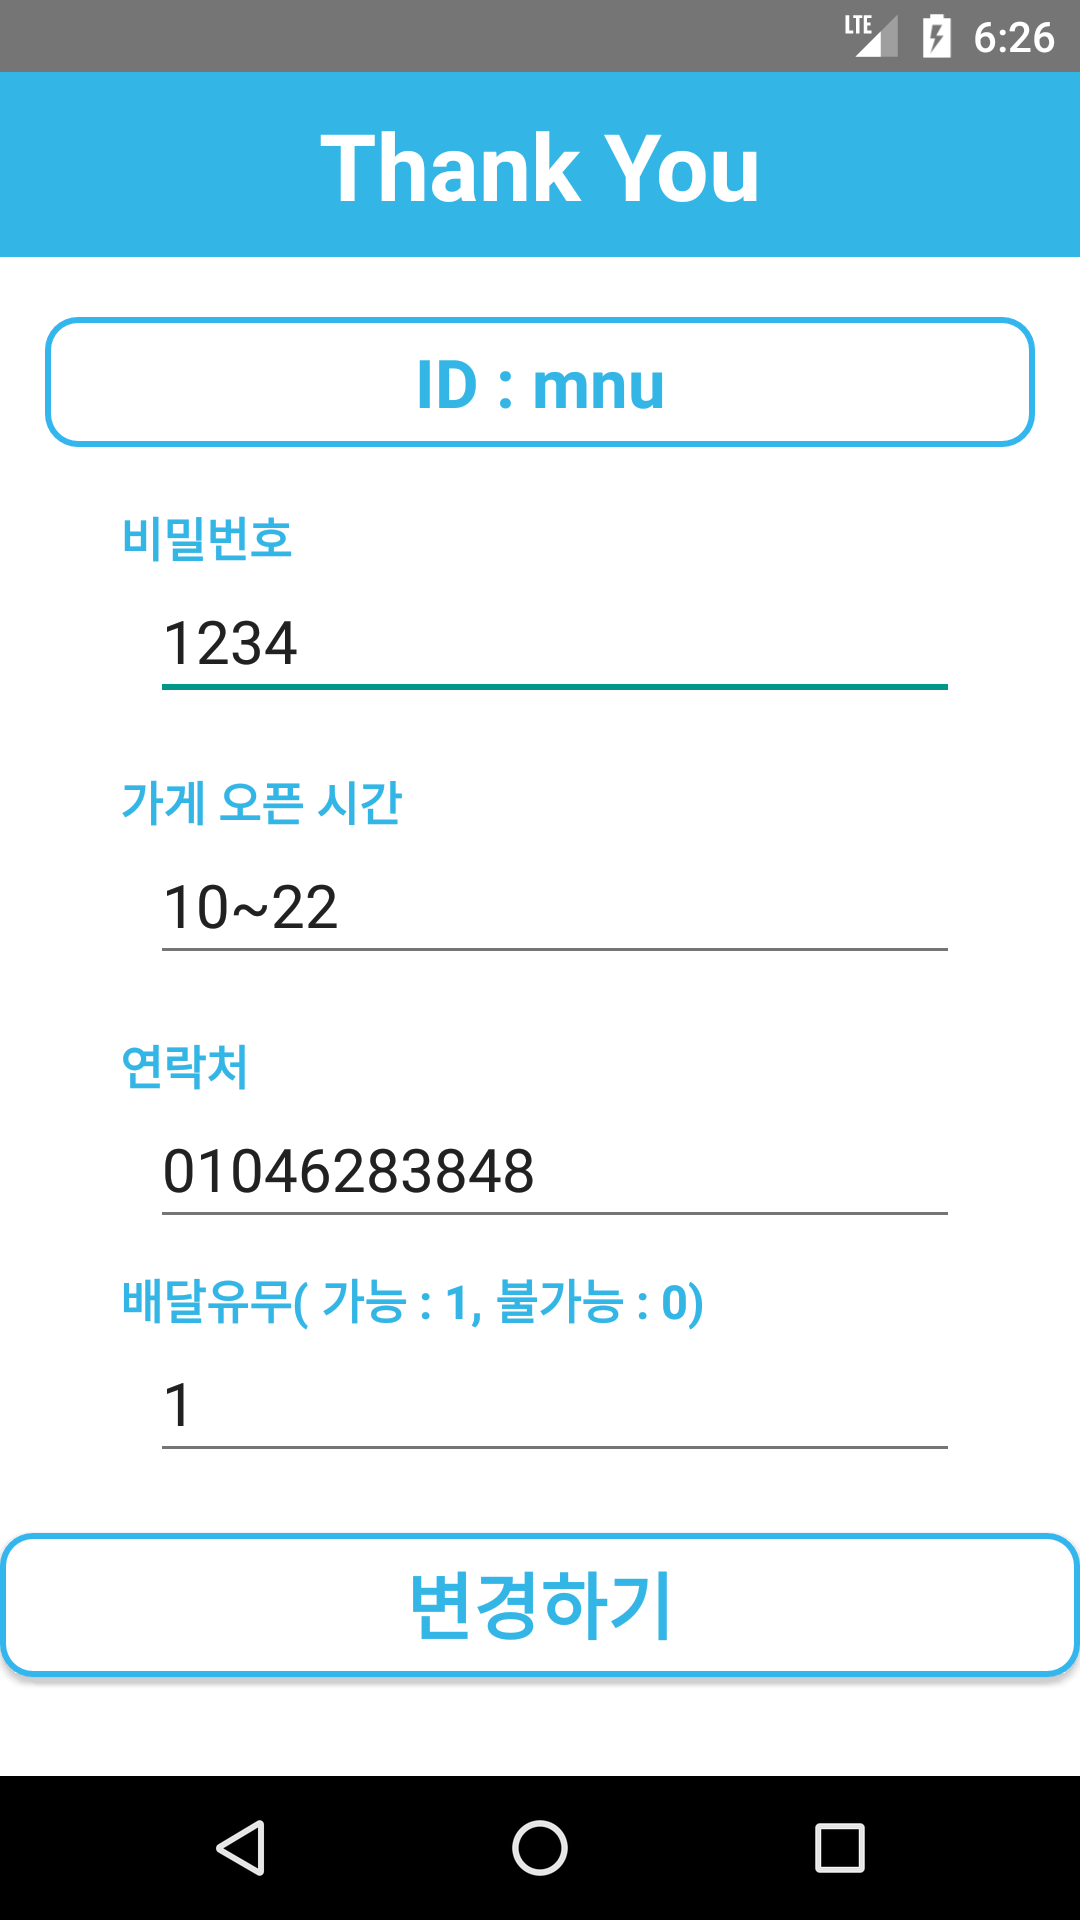 LTE 6:26
Thank You
ID : mnu
비밀번호
1234
가게 오픈 시간
10~22
연락처
01046283848
배달유무( 가능 : 1, 불가능 : 0)
1
변경하기